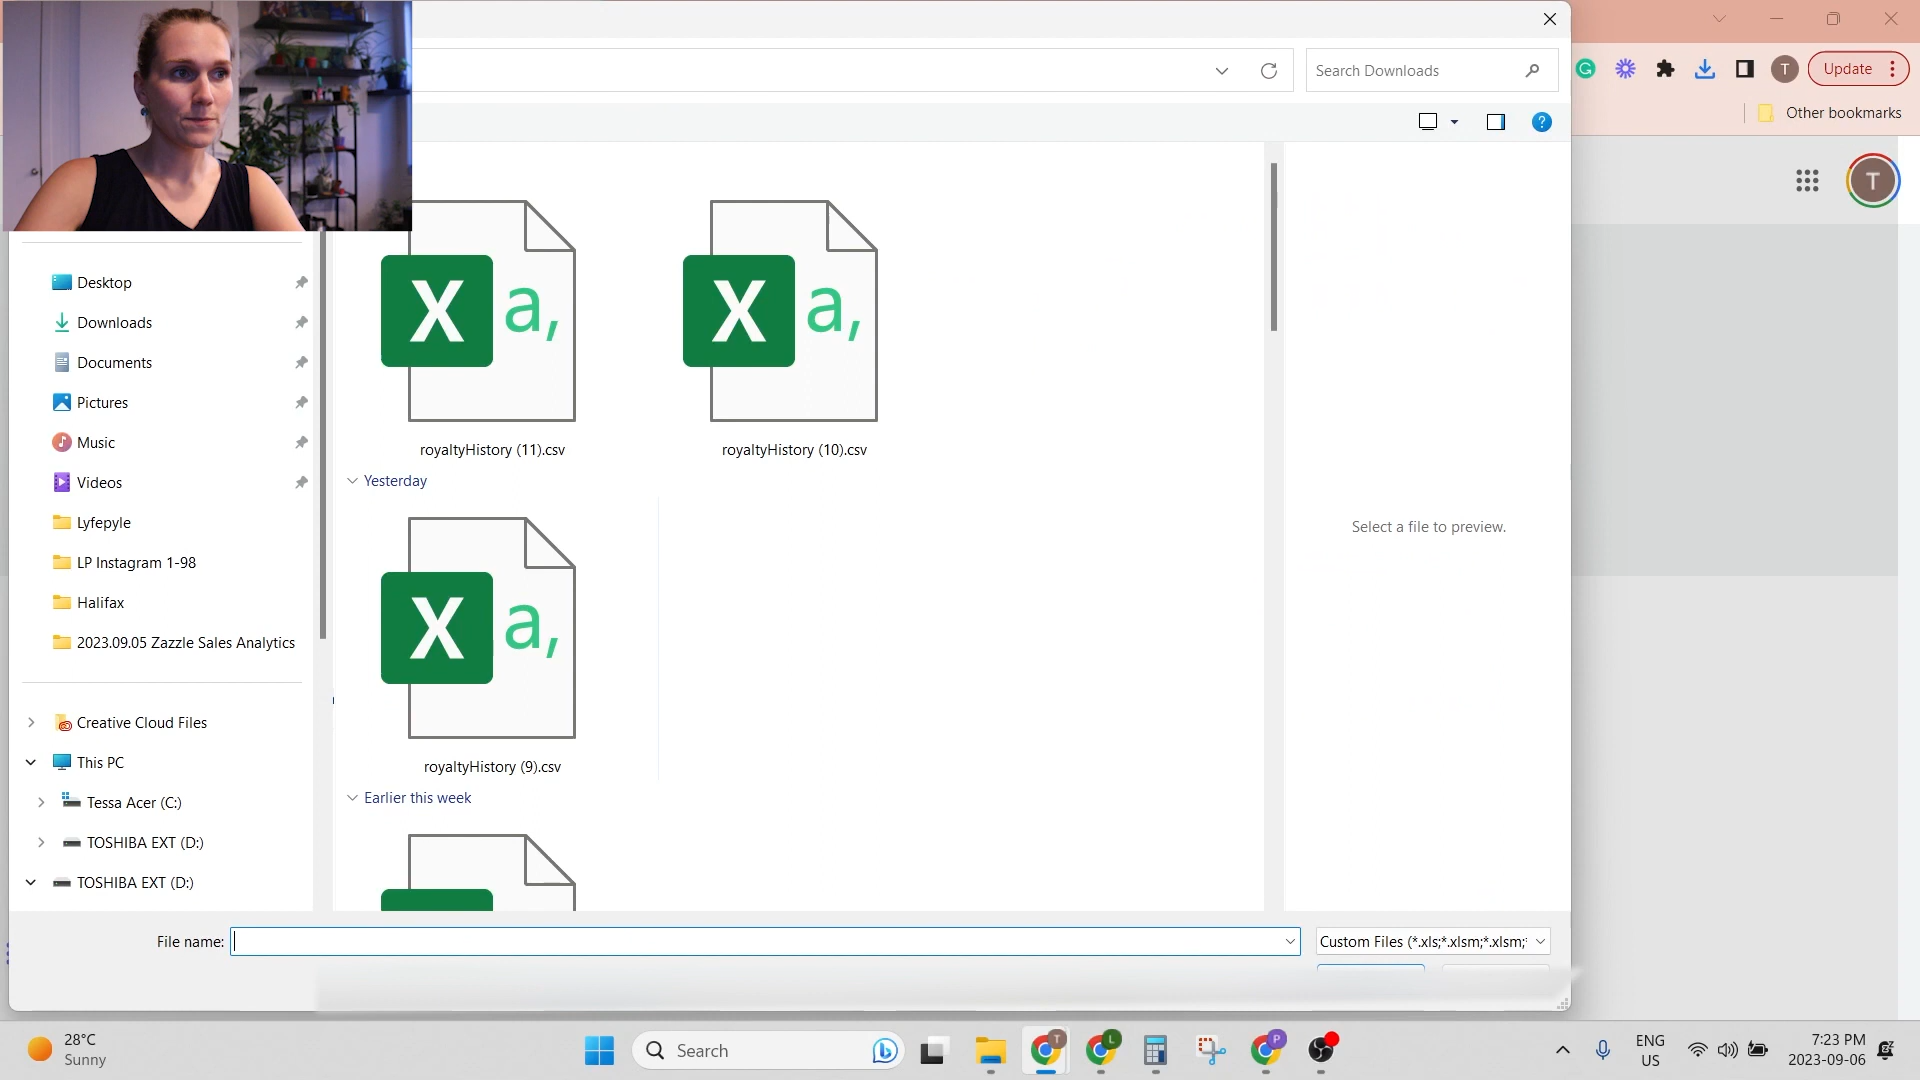 Search Downloads
Update
Other bookmarks
G
T
?
T
Desktop
Downloads
Documents
Pictures
Music
Videos
Lyfepyle
LP Instagram 1-98
Halifax
2023.09.05 Zazzle Sales Analytics
Creative Cloud Files
This PC
Tessa Acer (C:)
TOSHIBA EXT (D:)
TOSHIBA EXT (D:)
X a,
X a,
royaltyHistory (11).csv
royaltyHistory (10).csv
Yesterday
X a,
royaltyHistory (9).csv
Earlier this week
Select a file to preview.
File name:
Custom Files (*.xls;*.xlsm;*.xlsm;*
28°C
Sunny
Search
T
L
P
ENG
US
7:23 PM
2023-09-06